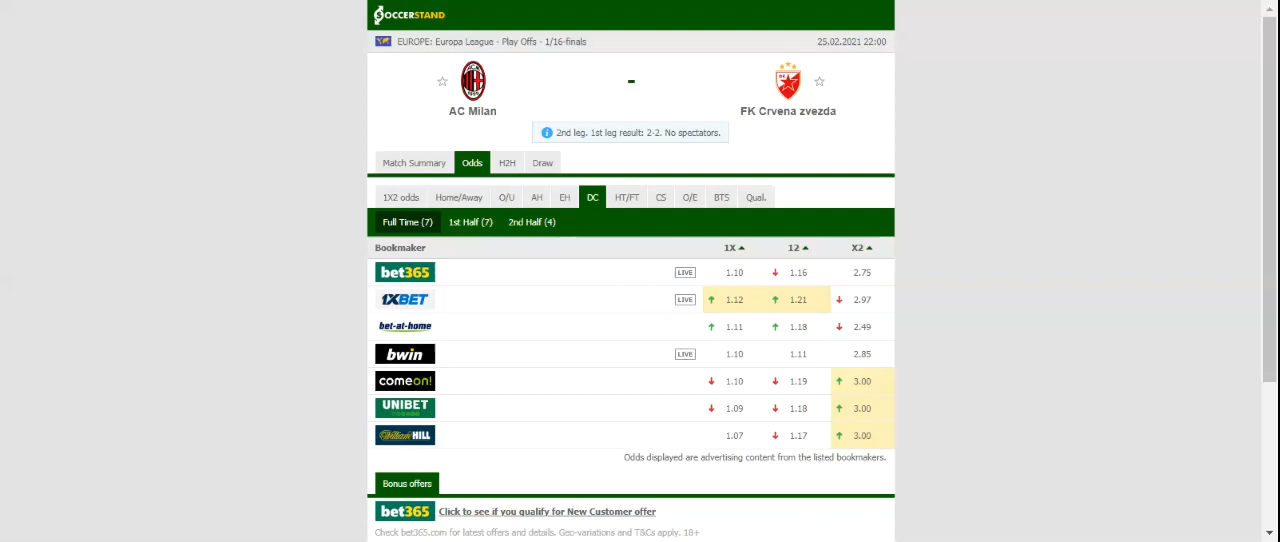 SOCCERSTAND
EUROPE: Europa League - Play Offs - 1/16-finals 25.02.2021 22:00
-
AC Milan FK Crvena zvezda
2nd leg. 1st leg result: 2-2. No spectators.
Match Summary Odds H2H Draw
1X2 odds Home/Away O/U AH EH DC HT/FT CS O/E BTS Qual.
Full Time (7) 1st Half (7) 2nd Half (4)
Bookmaker 1X 12 X2
bet365 LIVE 1.10 1.16 2.75
1XBET LIVE 1.12 1.21 2.97
bet-at-home 1.11 1.18 2.49
bwin LIVE 1.10 1.11 2.85
comeon! 1.10 1.19 3.00
UNIBET 1.09 1.18 3.00
William HILL 1.07 1.17 3.00
Odds displayed are advertising content from the listed bookmakers.
Bonus offers
bet365 Click to see if you qualify for New Customer offer
Check bet365.com for latest offers and details. Geo-variations and T&Cs apply. 18+